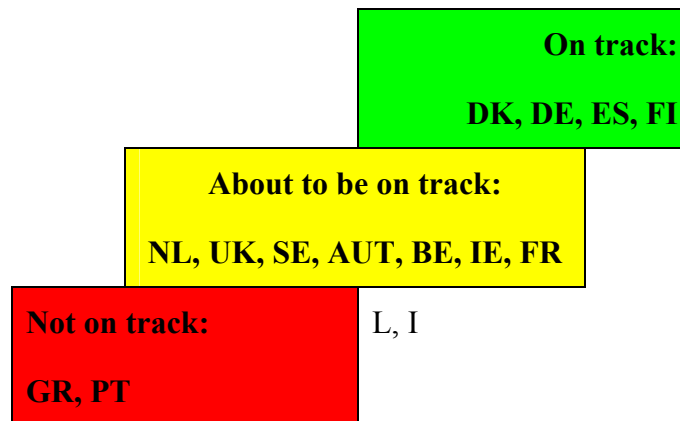 On track:
DK, DE, ES, FI
About to be on track:
NL, UK, SE, AUT, BE, IE, FR
Not on track:
L, I
GR, PT